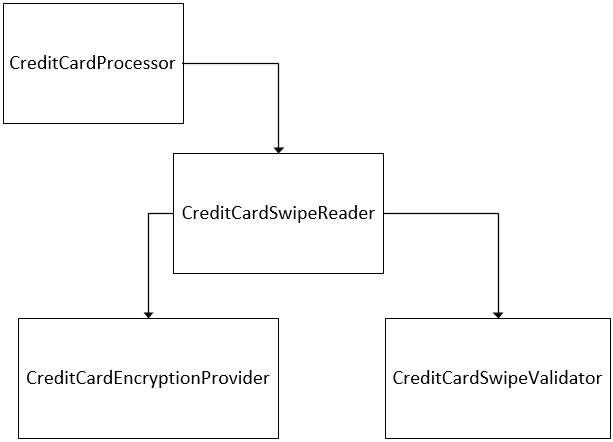 CreditCardProcessor
CreditCardSwipeReader
CreditCardEncryptionProvider
CreditCardSwipeValidator